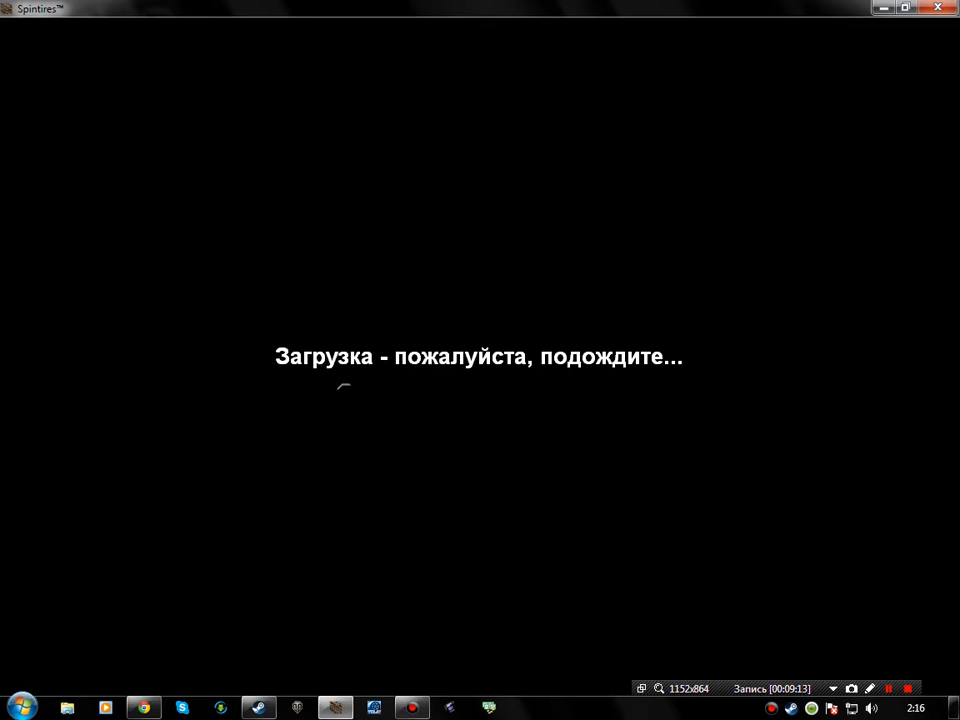 Spintires™
Загрузка - пожалуйста, подождите...
1152x864 Запись [00:09:13]
2:16